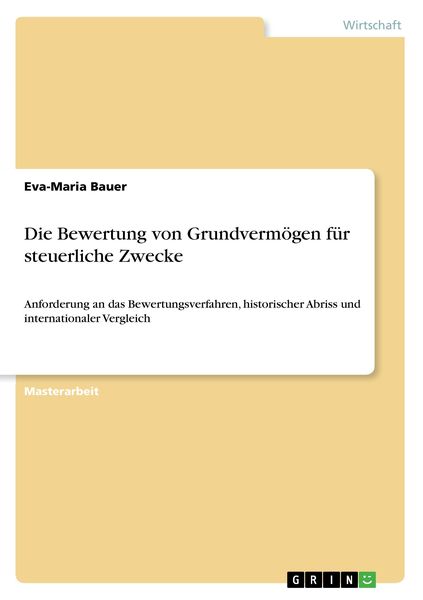 Wirtschaft
Eva-Maria Bauer
Die Bewertung von Grundvermögen für
steuerliche Zwecke
Anforderung an das Bewertungsverfahren, historischer Abriss und
internationaler Vergleich
Masterarbeit
GRIN